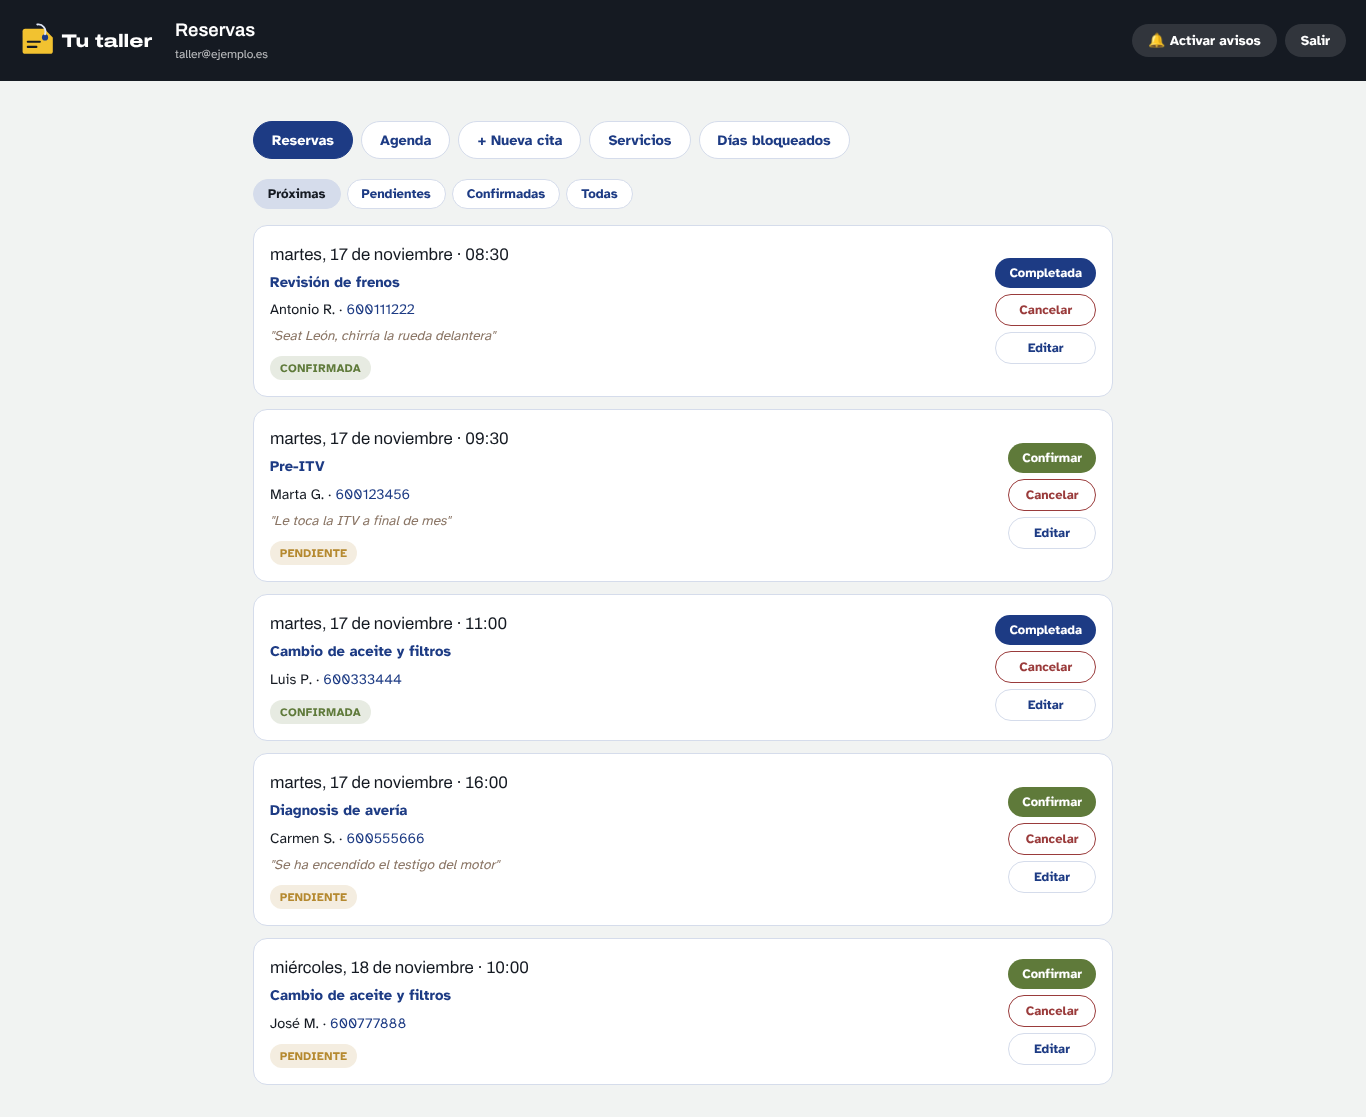 Tu taller
Reservas
taller@ejemplo.es
🔔 Activar avisos
Salir
Reservas
Agenda
+ Nueva cita
Servicios
Días bloqueados
Próximas
Pendientes
Confirmadas
Todas
martes, 17 de noviembre · 08:30
Revisión de frenos
Antonio R. · 600111222
"Seat León, chirría la rueda delantera"
CONFIRMADA
Completada
Cancelar
Editar
martes, 17 de noviembre · 09:30
Pre-ITV
Marta G. · 600123456
"Le toca la ITV a final de mes"
PENDIENTE
Confirmar
Cancelar
Editar
martes, 17 de noviembre · 11:00
Cambio de aceite y filtros
Luis P. · 600333444
CONFIRMADA
Completada
Cancelar
Editar
martes, 17 de noviembre · 16:00
Diagnosis de avería
Carmen S. · 600555666
"Se ha encendido el testigo del motor"
PENDIENTE
Confirmar
Cancelar
Editar
miércoles, 18 de noviembre · 10:00
Cambio de aceite y filtros
José M. · 600777888
PENDIENTE
Confirmar
Cancelar
Editar